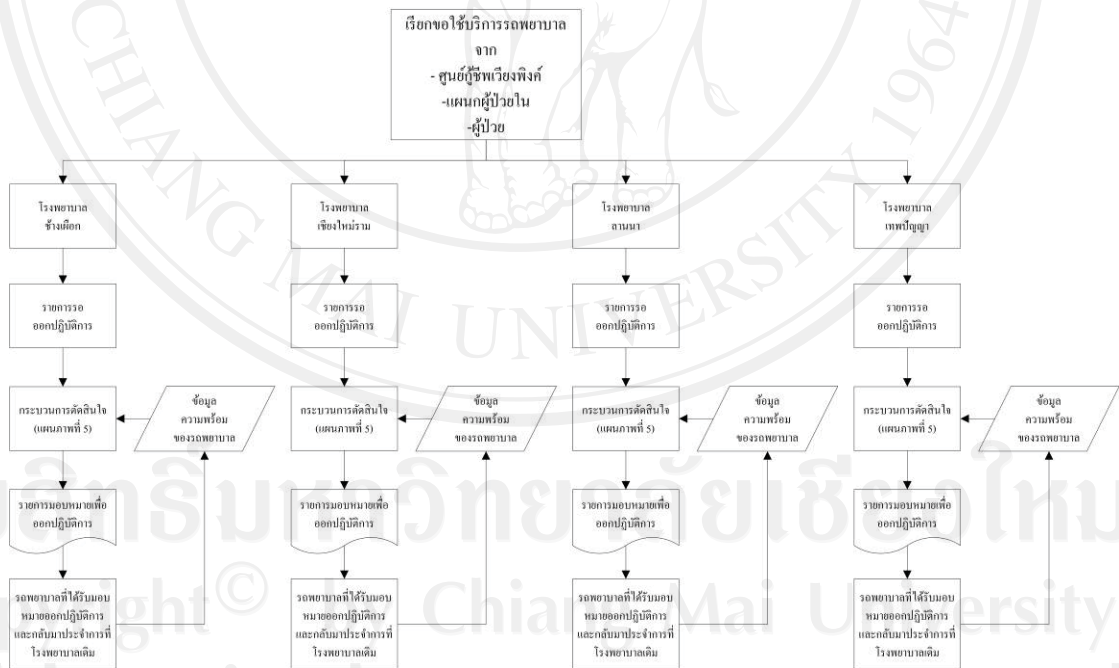 เรียกขอใช้บริการรถพยาบาล
จาก
- ศูนย์กู้ชีพเวียงพิงค์
-แผนกผู้ป่วยใน
-ผู้ป่วย
โรงพยาบาล
ช้างเผือก
โรงพยาบาล
เชียงใหม่ราม
โรงพยาบาล
ลานนา
โรงพยาบาล
เทพปัญญา
รายการรอ
ออกปฏิบัติการ
รายการรอ
ออกปฏิบัติการ
รายการรอ
ออกปฏิบัติการ
รายการรอ
ออกปฏิบัติการ
กระบวนการตัดสินใจ
(แผนภาพที่ 5)
ข้อมูล
ความพร้อม
ของรถพยาบาล
กระบวนการตัดสินใจ
(แผนภาพที่ 5)
ข้อมูล
ความพร้อม
ของรถพยาบาล
กระบวนการตัดสินใจ
(แผนภาพที่ 5)
ข้อมูล
ความพร้อม
ของรถพยาบาล
กระบวนการตัดสินใจ
(แผนภาพที่ 5)
ข้อมูล
ความพร้อม
ของรถพยาบาล
รายการมอบหมายเพื่อ
ออกปฏิบัติการ
รายการมอบหมายเพื่อ
ออกปฏิบัติการ
รายการมอบหมายเพื่อ
ออกปฏิบัติการ
รายการมอบหมายเพื่อ
ออกปฏิบัติการ
รถพยาบาลที่ได้รับมอบ
หมายออกปฏิบัติการ
และกลับมาประจำการที่
โรงพยาบาลเดิม
รถพยาบาลที่ได้รับมอบ
หมายออกปฏิบัติการ
และกลับมาประจำการที่
โรงพยาบาลเดิม
รถพยาบาลที่ได้รับมอบ
หมายออกปฏิบัติการ
และกลับมาประจำการที่
โรงพยาบาลเดิม
รถพยาบาลที่ได้รับมอบ
หมายออกปฏิบัติการ
และกลับมาประจำการที่
โรงพยาบาลเดิม
CHIANG MAI UNIVERSITY 1964
© by Chiang Mai University